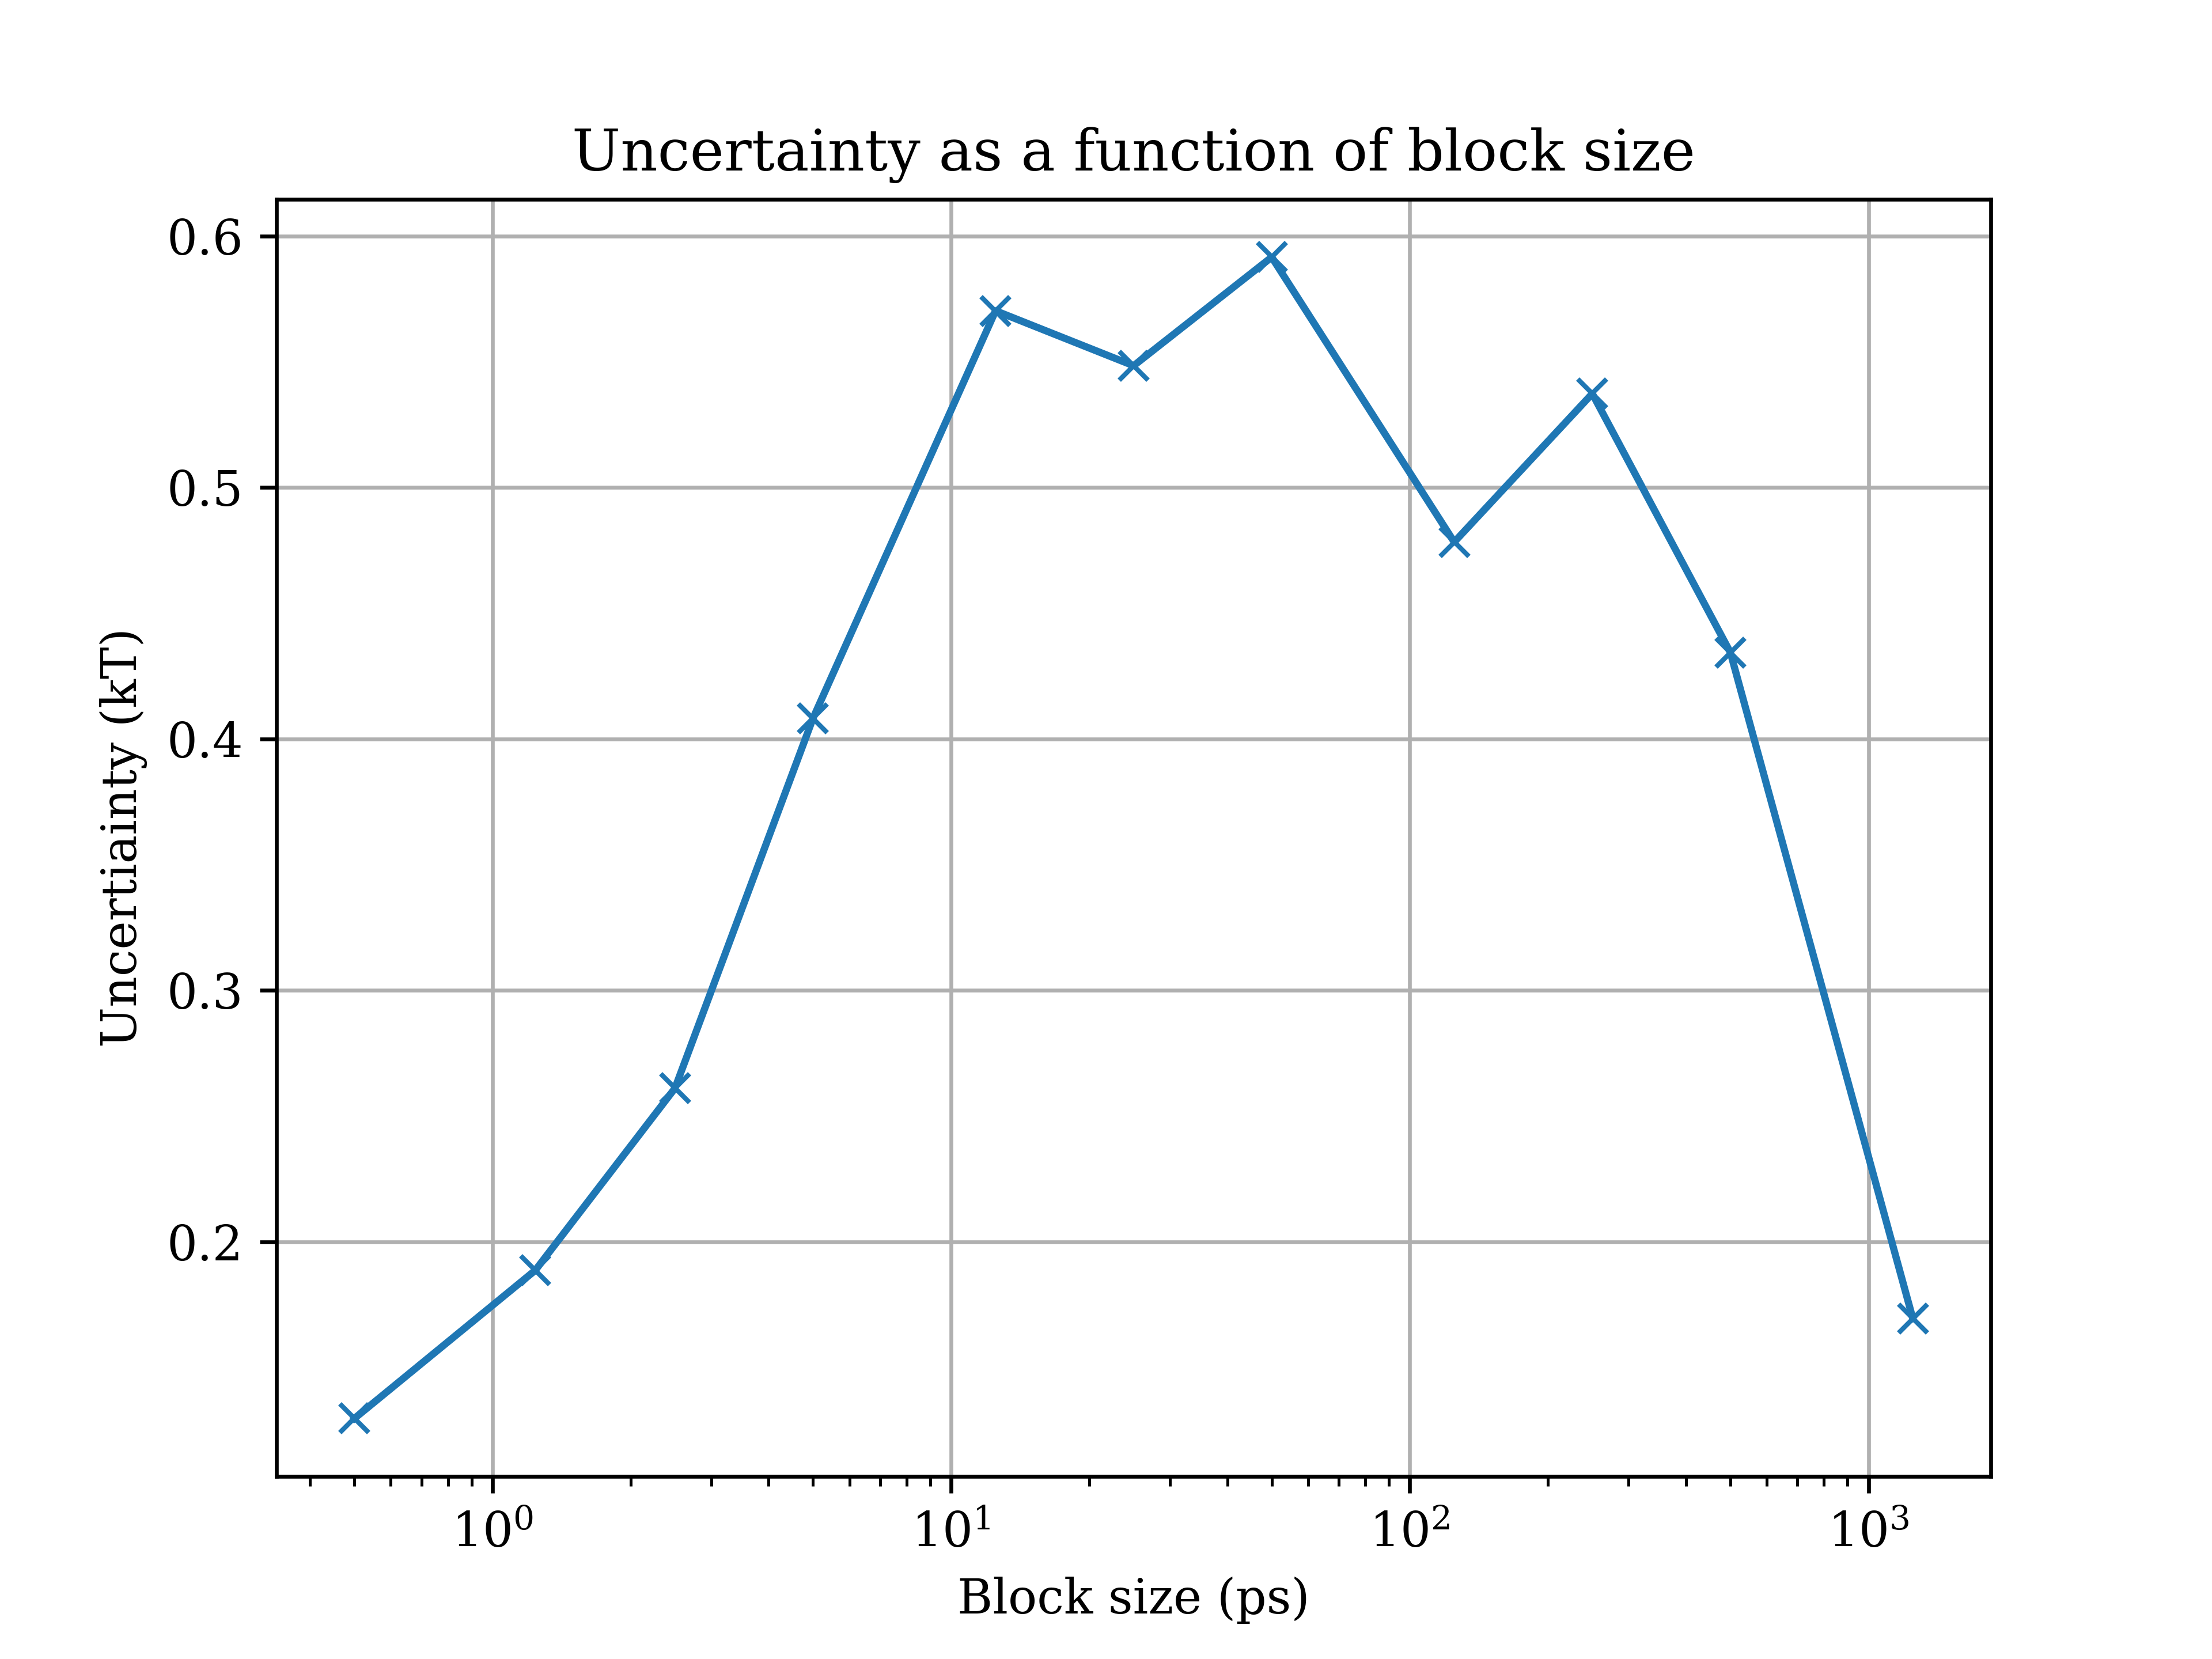 Uncertainty as a function of block size
0.6
0.5
0.4
0.3
0.2
Uncertiainty (kT)
10⁰ 10¹ 10² 10³
Block size (ps)